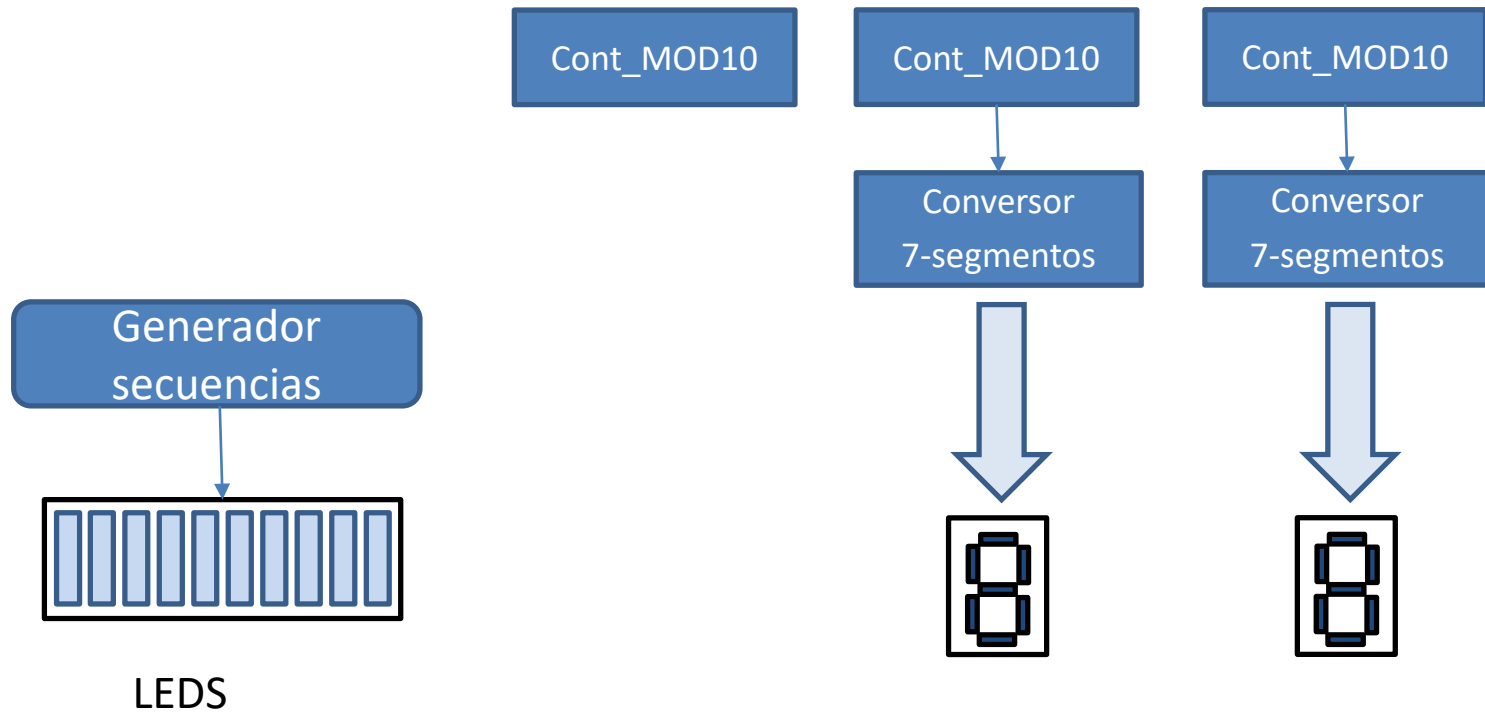 Cont_MOD10
Cont_MOD10
Cont_MOD10
Conversor
7-segmentos
Conversor
7-segmentos
Generador
secuencias
LEDS